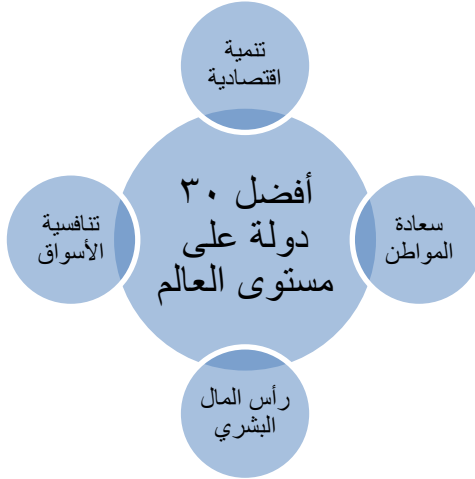 تنمية
اقتصادية
أفضل ٣٠
دولة على
مستوى العالم
سعادة
المواطن
تنافسية
الأسواق
رأس المال
البشري